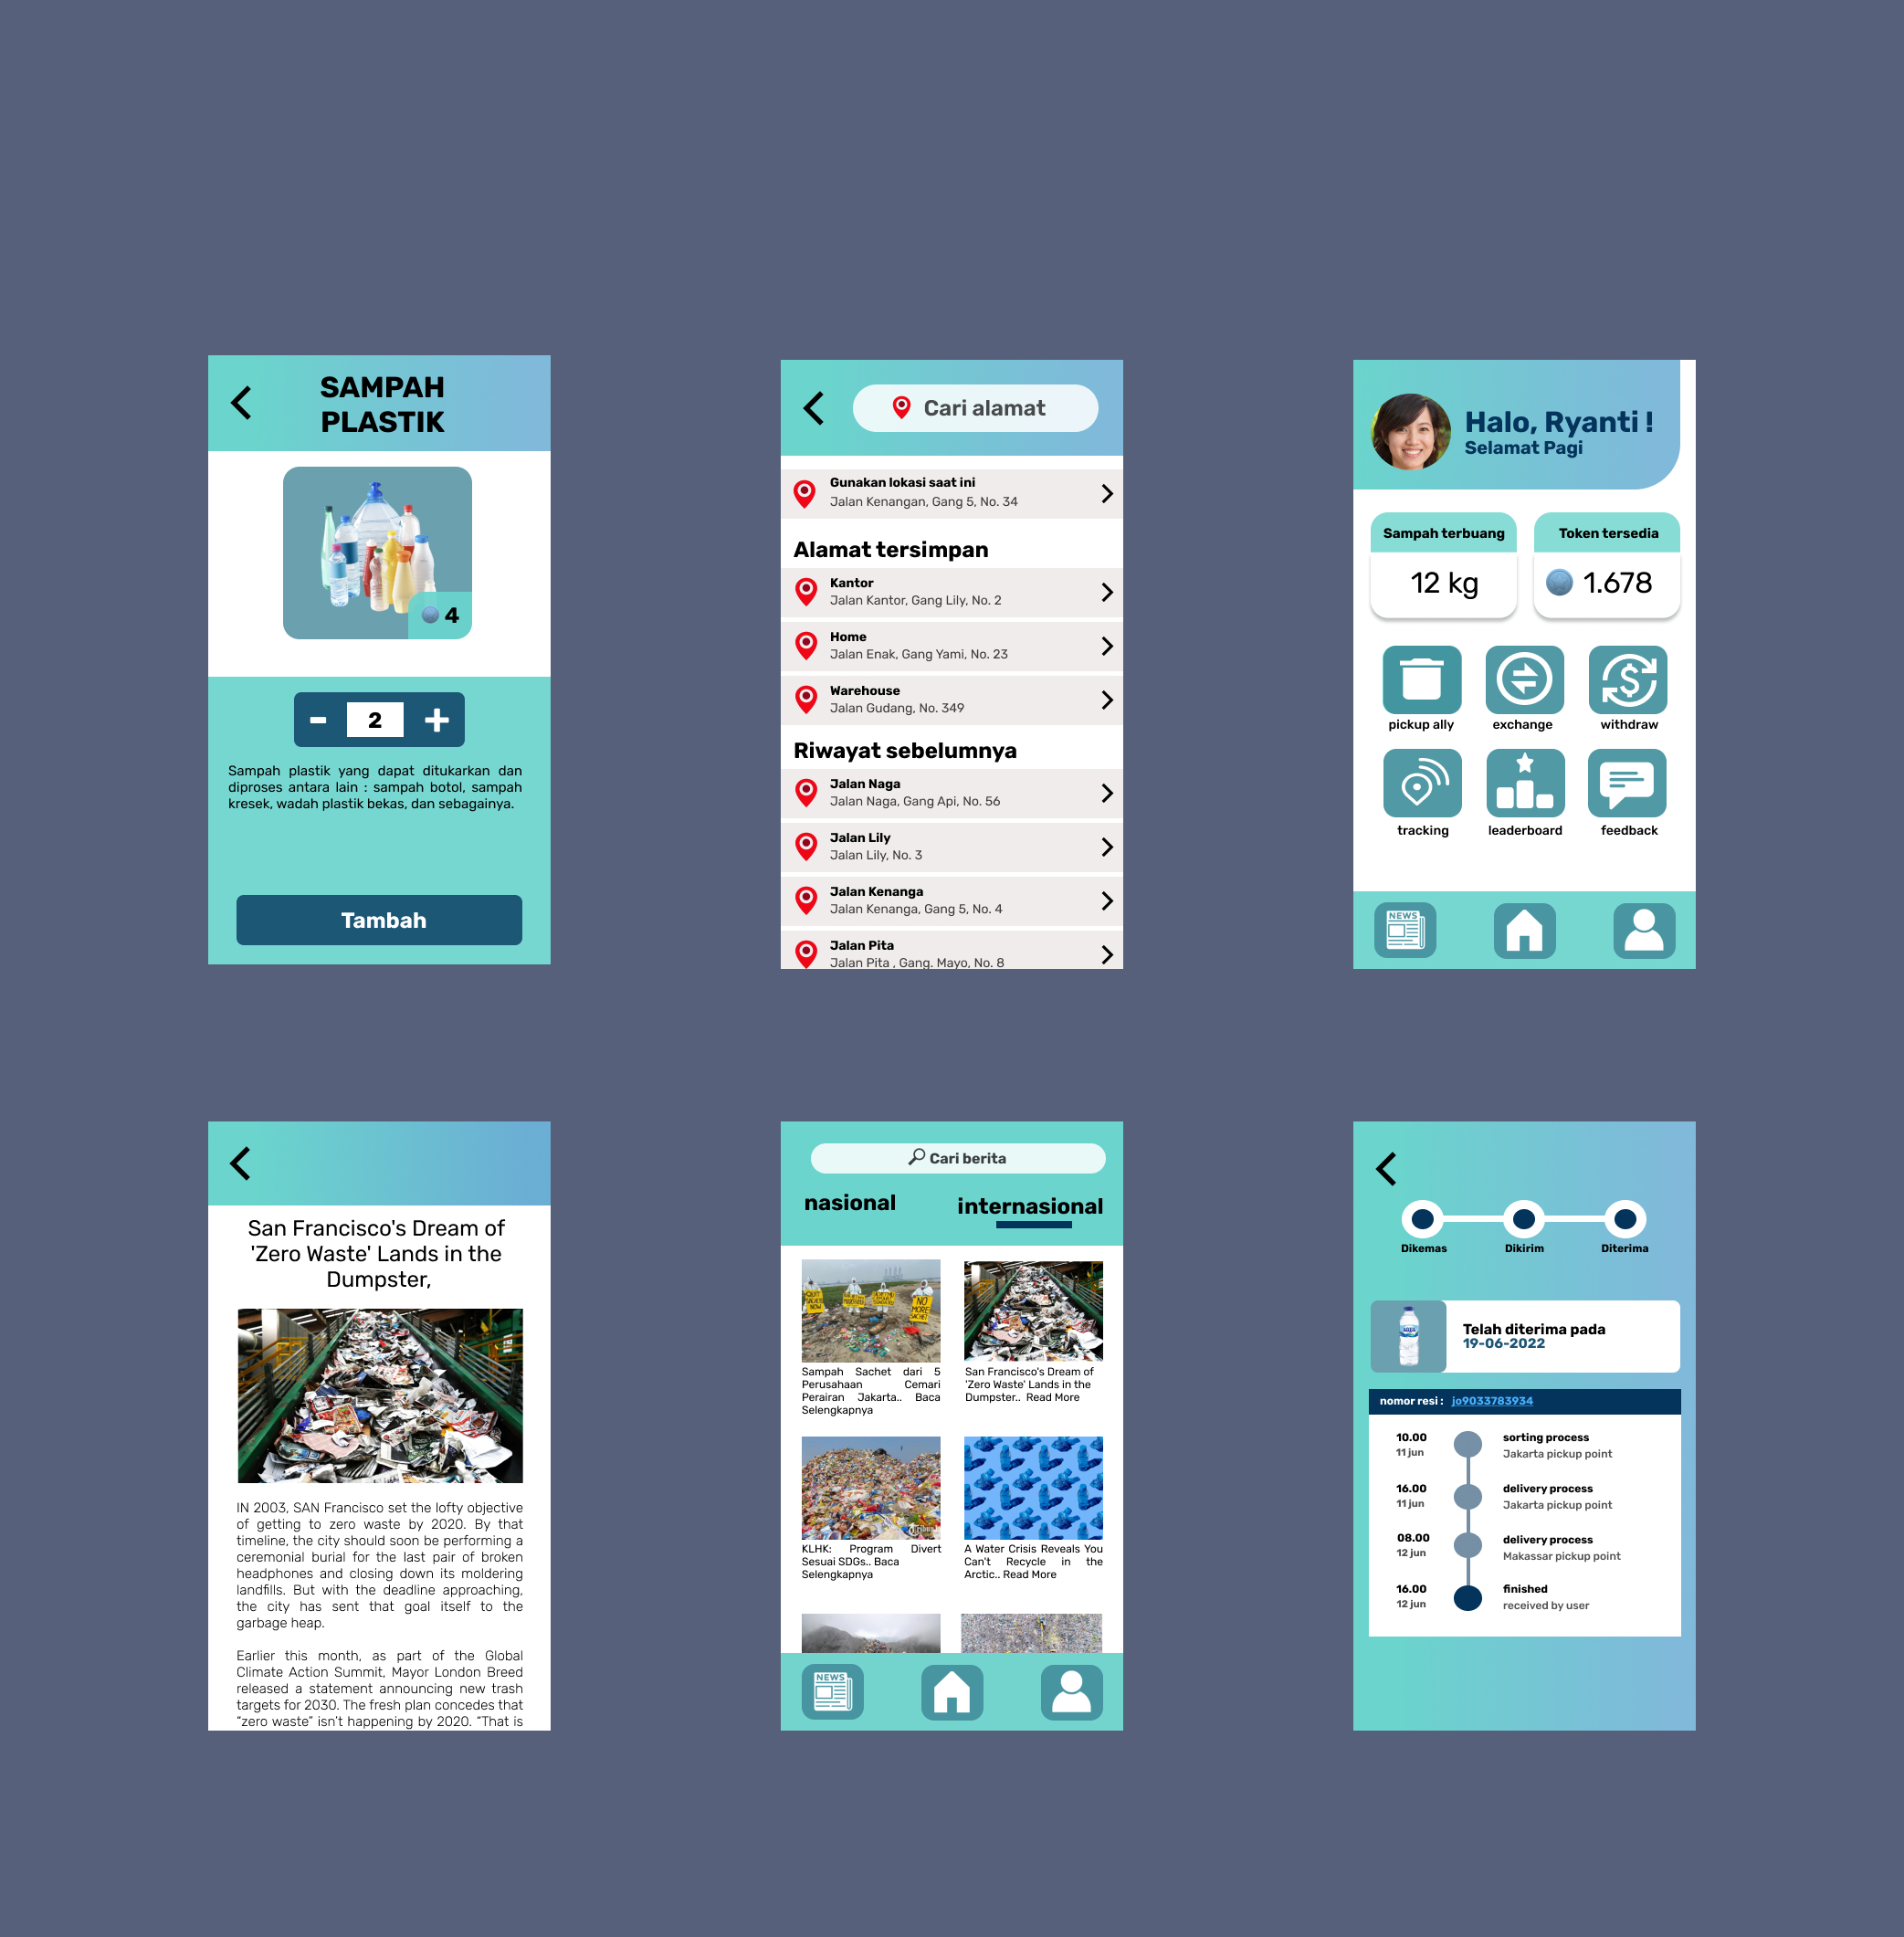 SAMPAH
PLASTIK
4
- 2 +
Sampah plastik yang dapat ditukarkan dan
diproses antara lain : sampah botol, sampah
kresek, wadah plastik bekas, dan sebagainya.
Tambah
Cari alamat
Gunakan lokasi saat ini
Jalan Kenangan, Gang 5, No. 34
Alamat tersimpan
Kantor
Jalan Kantor, Gang Lily, No. 2
Home
Jalan Enak, Gang Yami, No. 23
Warehouse
Jalan Gudang, No. 349
Riwayat sebelumnya
Jalan Naga
Jalan Naga, Gang Api, No. 56
Jalan Lily
Jalan Lily, No. 3
Jalan Kenanga
Jalan Kenanga, Gang 5, No. 4
Jalan Pita
Jalan Pita , Gang. Mayo, No. 8
Halo, Ryanti !
Selamat Pagi
Sampah terbuang
12 kg
Token tersedia
1.678
pickup ally
exchange
withdraw
tracking
leaderboard
feedback
NEWS
San Francisco's Dream of
'Zero Waste' Lands in the
Dumpster,
IN 2003, SAN Francisco set the lofty objective
of getting to zero waste by 2020. By that
timeline, the city should soon be performing a
ceremonial burial for the last pair of broken
headphones and closing down its moldering
landfills. But with the deadline approaching,
the city has sent that goal itself to the
garbage heap.
Earlier this month, as part of the Global
Climate Action Summit, Mayor London Breed
released a statement announcing new trash
targets for 2030. The fresh plan concedes that
“zero waste” isn’t happening by 2020. “That is
Cari berita
nasional
internasional
QUIT
SACHETS
NOW
NO
MORE
SACHET
Sampah Sachet dari 5
Perusahaan Cemari
Perairan Jakarta.. Baca
Selengkapnya
San Francisco's Dream of
'Zero Waste' Lands in the
Dumpster.. Read More
KLHK: Program Divert
Sesuai SDGs.. Baca
Selengkapnya
A Water Crisis Reveals You
Can't Recycle in the
Arctic.. Read More
NEWS
Dikemas
Dikirim
Diterima
Telah diterima pada
19-06-2022
nomor resi : jo9033783934
10.00
11 jun
sorting process
Jakarta pickup point
16.00
11 jun
delivery process
Jakarta pickup point
08.00
12 jun
delivery process
Makassar pickup point
16.00
12 jun
finished
received by user